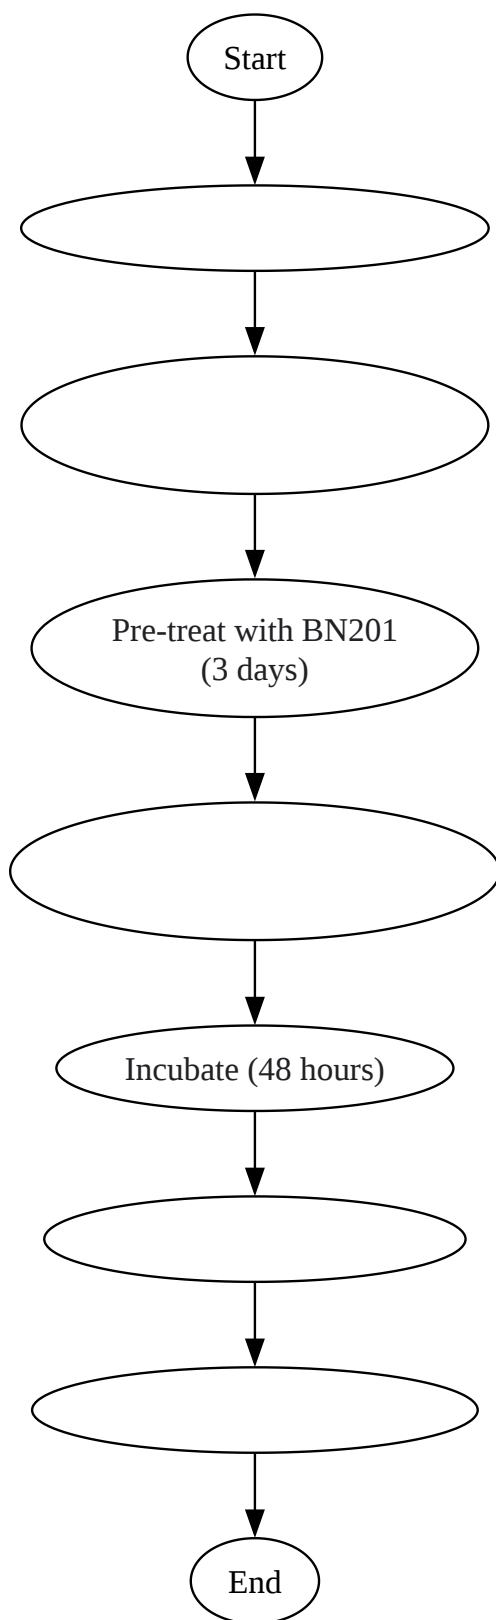 Start
Pre-treat with BN201
(3 days)
Incubate (48 hours)
End